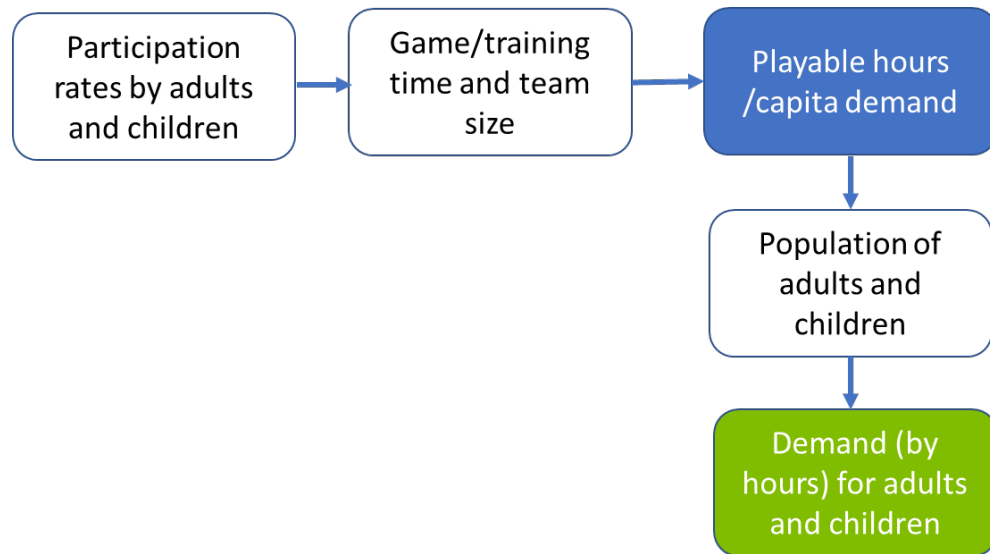 Participation
rates by adults
and children
Game/training
time and team
size
Playable hours
/capita demand
Population of
adults and
children
Demand (by
hours) for adults
and children